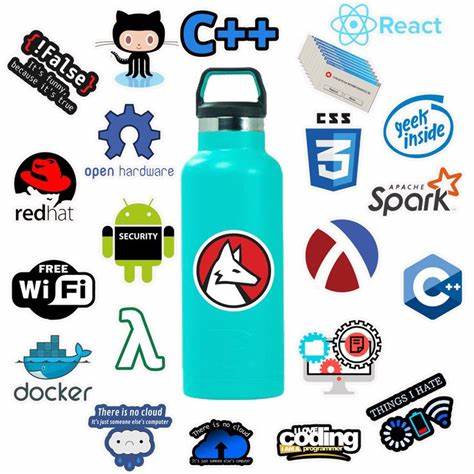 {!False}
It's funny,
because it's true
C++
React
CSS
3
geek
inside
open hardware
APACHE
Spark
redhat
SECURITY
FREE
Wi Fi
C++
λ
docker
There is no cloud
It's just someone else's computer
There is no cloud
It's just someone else's computer
I LOVE
coding
I AM A programmer
THINGS I HATE